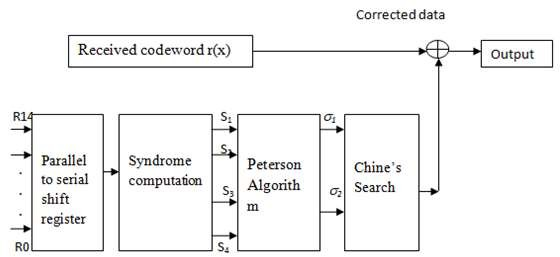 Corrected data
Received codeword r(x)
Output
R14
.
.
.
R0
Parallel
to serial
shift
register
Syndrome
computation
S1
S2
S3
S4
Peterson
Algorith
m
σ1
σ2
Chine’s
Search